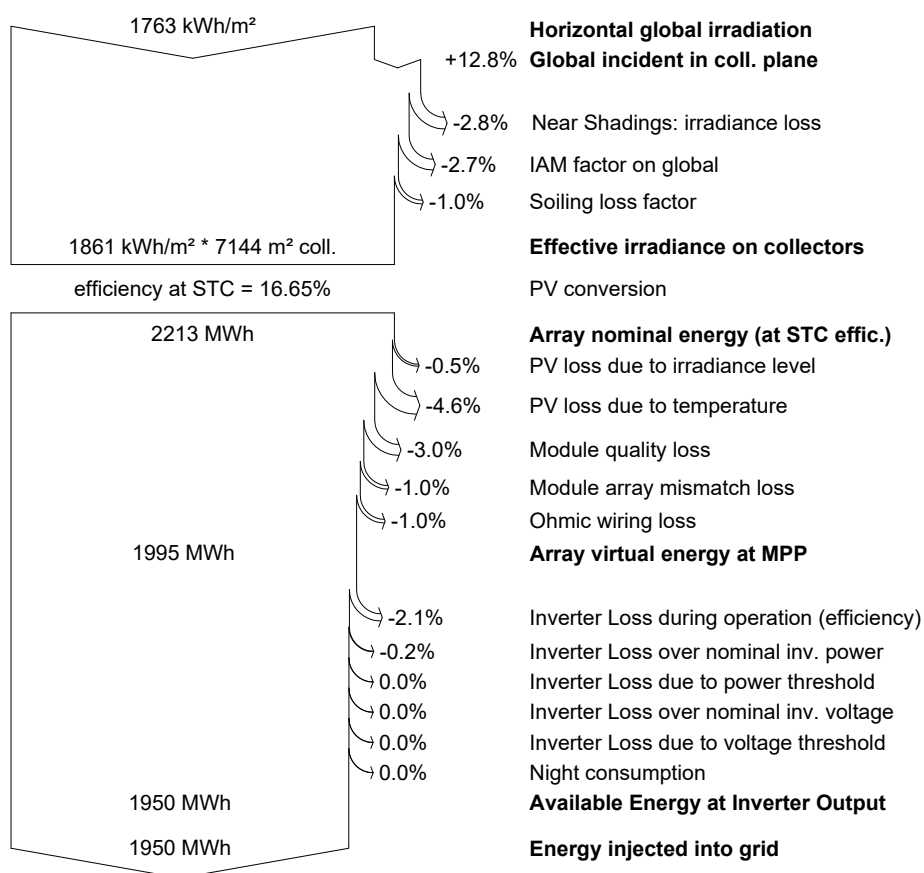 1763 kWh/m² Horizontal global irradiation
+12.8% Global incident in coll. plane
-2.8% Near Shadings: irradiance loss
-2.7% IAM factor on global
-1.0% Soiling loss factor
1861 kWh/m² * 7144 m² coll. Effective irradiance on collectors
efficiency at STC = 16.65% PV conversion
2213 MWh Array nominal energy (at STC effic.)
-0.5% PV loss due to irradiance level
-4.6% PV loss due to temperature
-3.0% Module quality loss
-1.0% Module array mismatch loss
-1.0% Ohmic wiring loss
1995 MWh Array virtual energy at MPP
-2.1% Inverter Loss during operation (efficiency)
-0.2% Inverter Loss over nominal inv. power
0.0% Inverter Loss due to power threshold
0.0% Inverter Loss over nominal inv. voltage
0.0% Inverter Loss due to voltage threshold
0.0% Night consumption
1950 MWh Available Energy at Inverter Output
1950 MWh Energy injected into grid